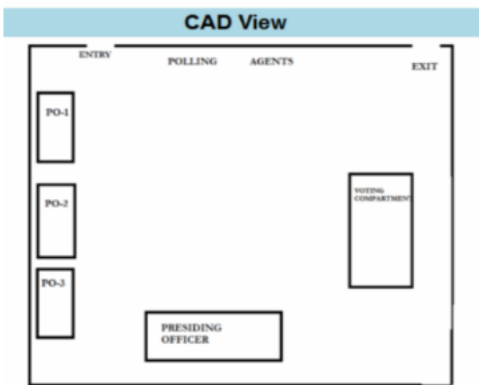 CAD View
ENTRY
POLLING AGENTS
EXIT
PO-1
PO-2
VOTING
COMPARTMENT
PO-3
PRESIDING
OFFICER